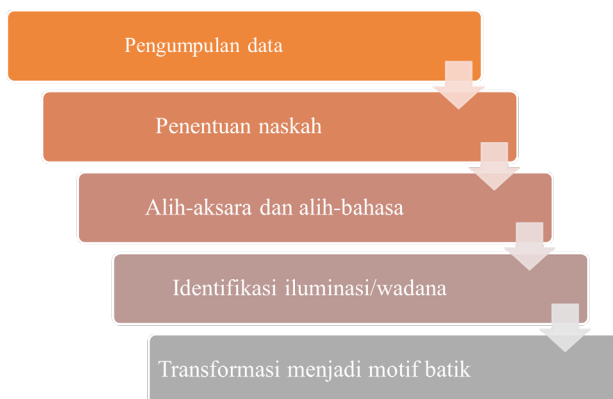 Pengumpulan data
Penentuan naskah
Alih-aksara dan alih-bahasa
Identifikasi iluminasi/wadana
Transformasi menjadi motif batik